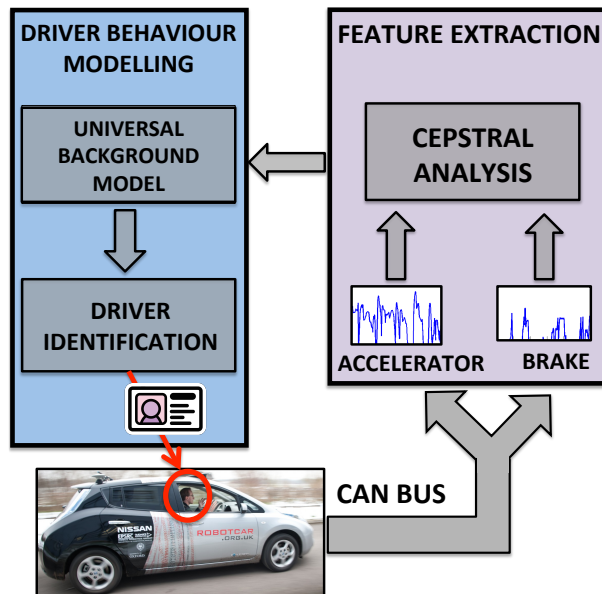 DRIVER BEHAVIOUR
MODELLING
UNIVERSAL
BACKGROUND
MODEL
DRIVER
IDENTIFICATION
FEATURE EXTRACTION
CEPSTRAL
ANALYSIS
ACCELERATOR
BRAKE
CAN BUS
NISSAN
EPSRC
ROBOTCAR
.ORG.UK